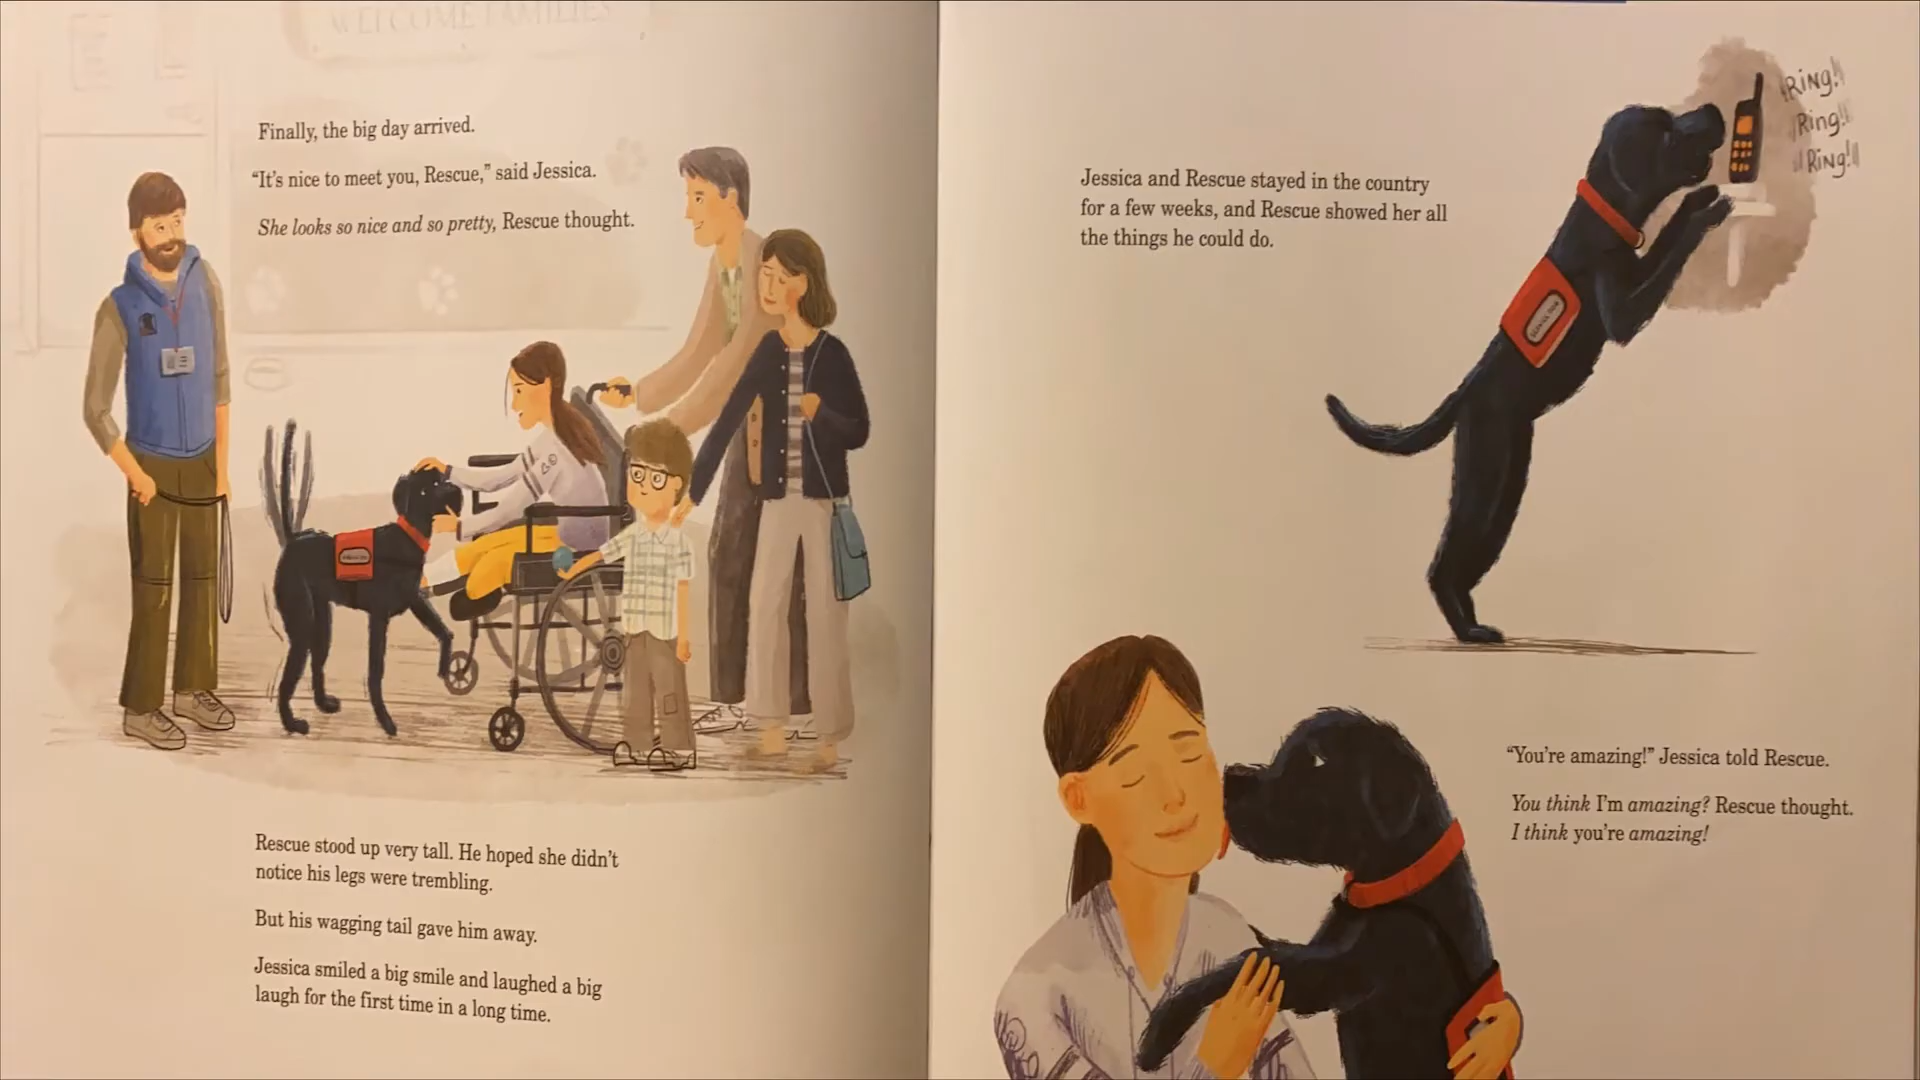 WELCOME FAMILIES
Finally, the big day arrived.
“It’s nice to meet you, Rescue,” said Jessica.
She looks so nice and so pretty, Rescue thought.
Rescue stood up very tall. He hoped she didn’t
notice his legs were trembling.
But his wagging tail gave him away.
Jessica smiled a big smile and laughed a big
laugh for the first time in a long time.
Ring!
Ring!
Ring!
Jessica and Rescue stayed in the country
for a few weeks, and Rescue showed her all
the things he could do.
“You’re amazing!” Jessica told Rescue.
You think I’m amazing? Rescue thought.
I think you’re amazing!